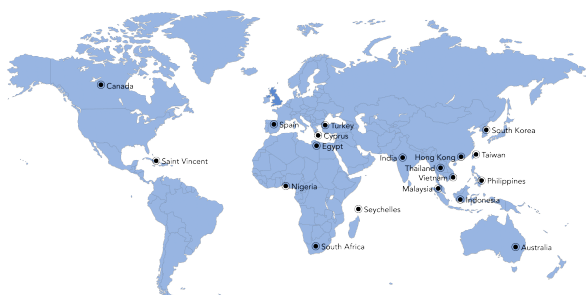 Canada
Spain
Turkey
South Korea
Cyprus
Egypt
Saint Vincent
India
Hong Kong
Taiwan
Thailand
Vietnam
Philippines
Nigeria
Malaysia
Indonesia
Seychelles
South Africa
Australia